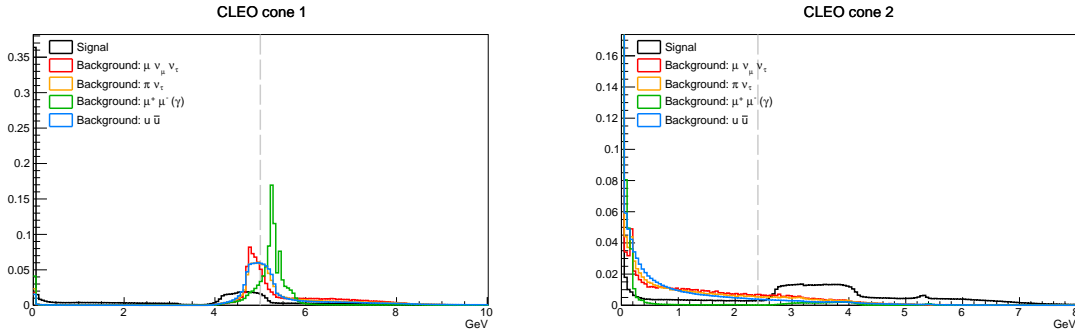 CLEO cone 1
Signal
Background: μ ν_μ ν_τ
Background: π ν_τ
Background: μ⁺ μ⁻(γ)
Background: u ū
0.35
0.3
0.25
0.2
0.15
0.1
0.05
0
0 2 4 6 8 10
GeV
CLEO cone 2
Signal
Background: μ ν_μ ν_τ
Background: π ν_τ
Background: μ⁺ μ⁻(γ)
Background: u ū
0.16
0.14
0.12
0.1
0.08
0.06
0.04
0.02
0
0 1 2 3 4 5 6 7 8
GeV